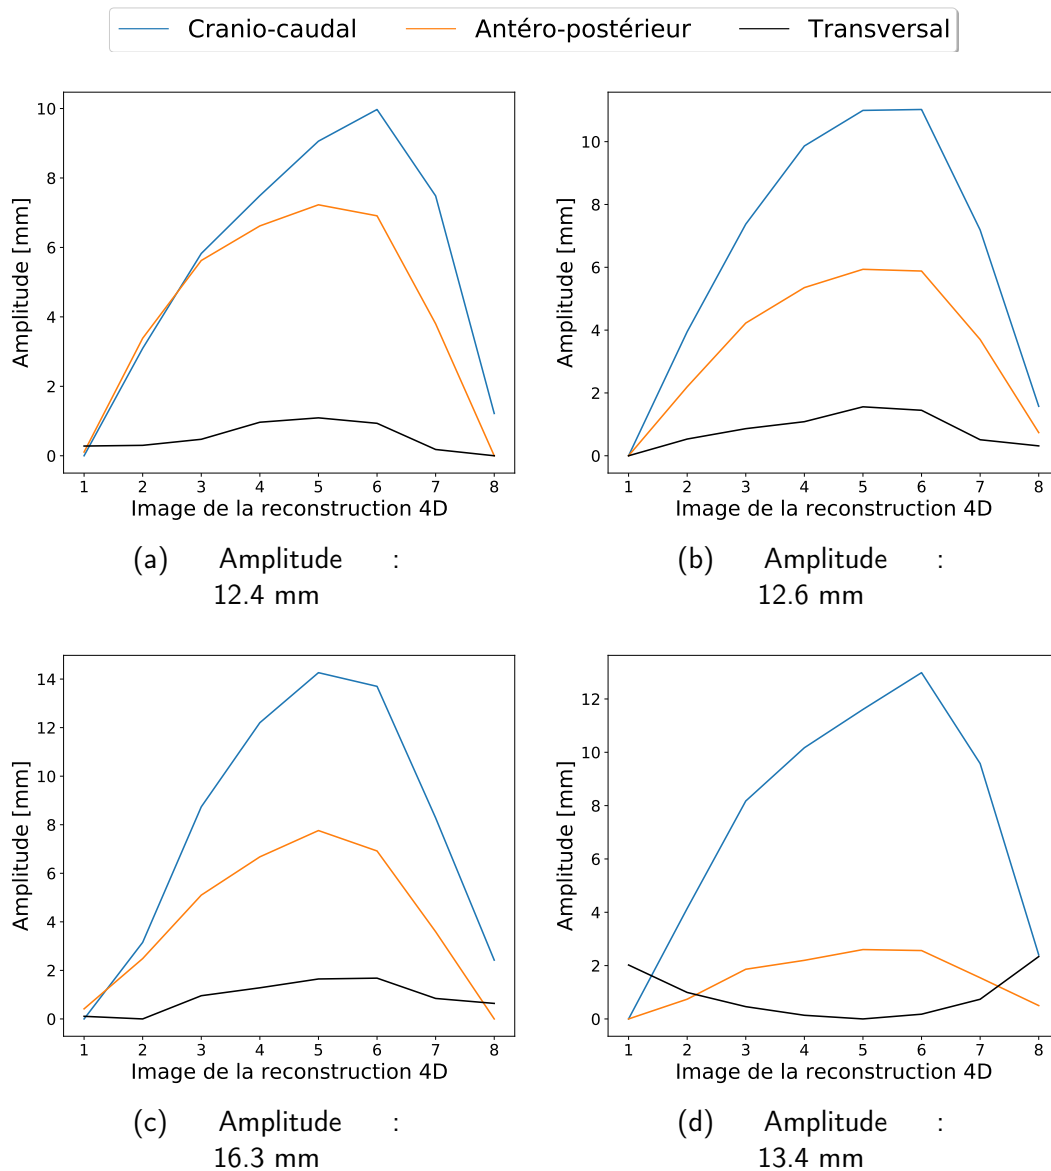 Cranio-caudal Antéro-postérieur Transversal
10
8
6
4
2
0
Amplitude [mm]
1 2 3 4 5 6 7 8
Image de la reconstruction 4D
(a) Amplitude :
12.4 mm
10
8
6
4
2
0
Amplitude [mm]
1 2 3 4 5 6 7 8
Image de la reconstruction 4D
(b) Amplitude :
12.6 mm
14
12
10
8
6
4
2
0
Amplitude [mm]
1 2 3 4 5 6 7 8
Image de la reconstruction 4D
(c) Amplitude :
16.3 mm
12
10
8
6
4
2
0
Amplitude [mm]
1 2 3 4 5 6 7 8
Image de la reconstruction 4D
(d) Amplitude :
13.4 mm